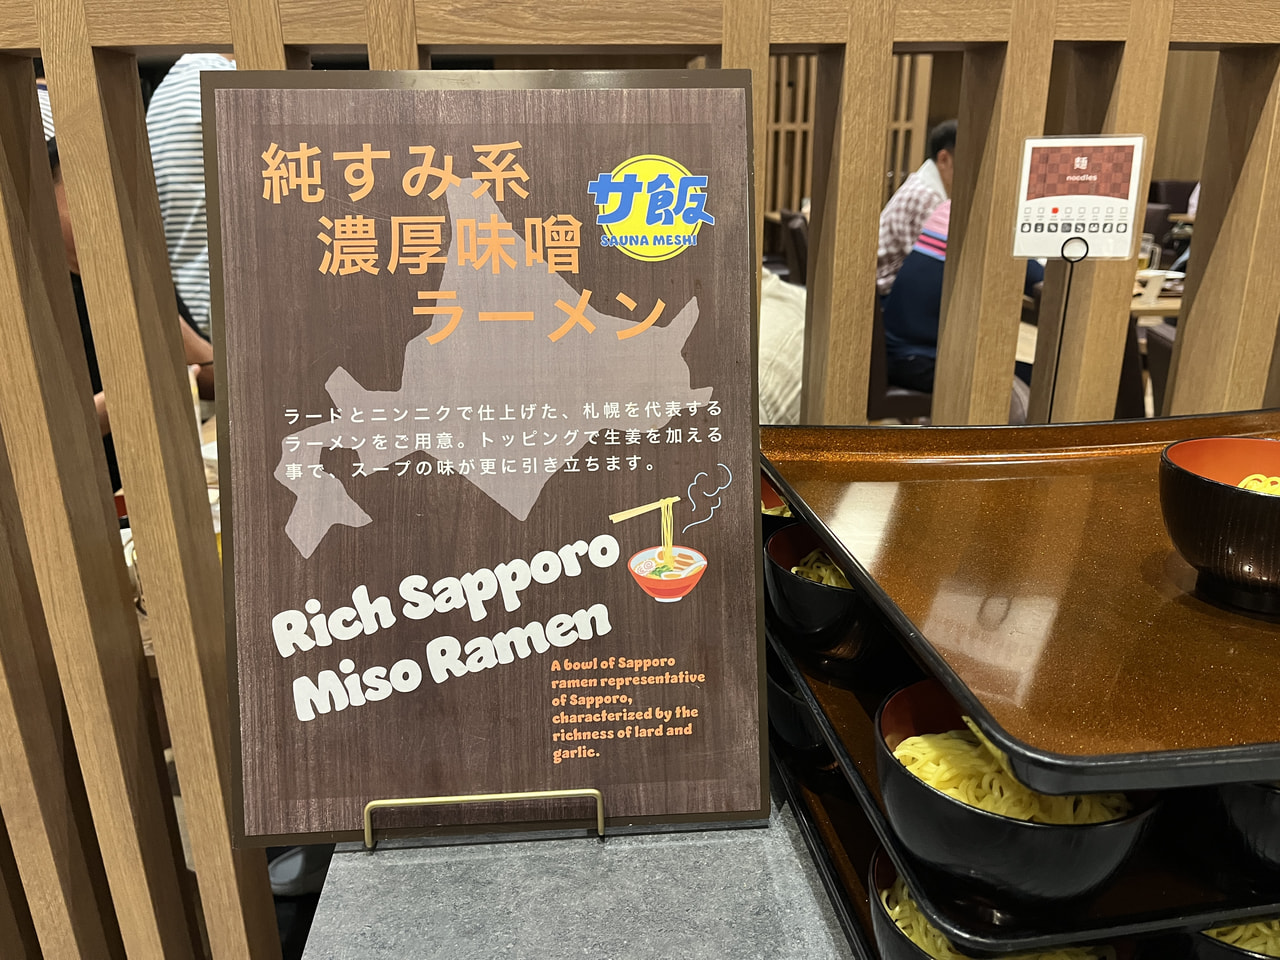 純すみ系
濃厚味噌
ラーメン
サ飯
SAUNA MESHI
ラードとニンニクで仕上げた、札幌を代表する
ラーメンをご用意。トッピングで生姜を加える
事で、スープの味が更に引き立ちます。
Rich Sapporo
Miso Ramen
A bowl of Sapporo
ramen representative
of Sapporo,
characterized by the
richness of lard and
garlic.
麺
noodles